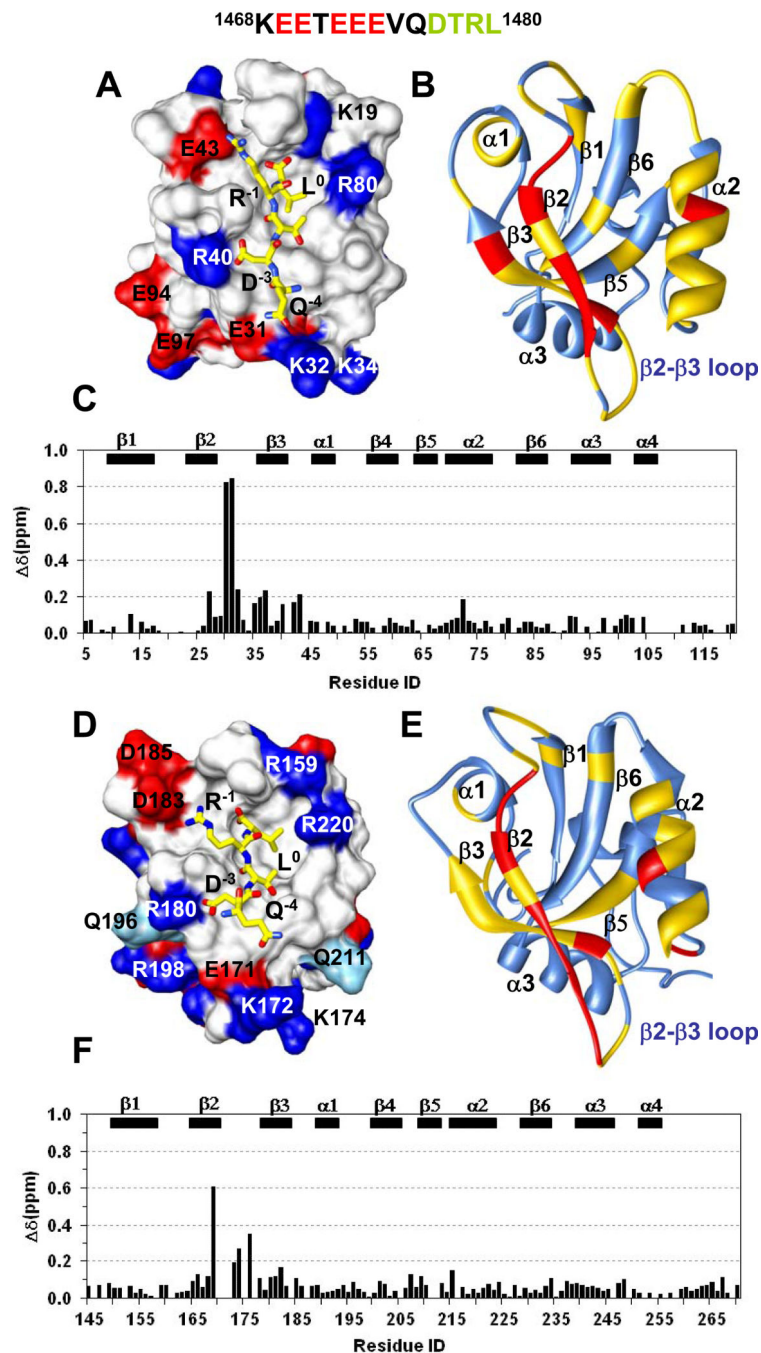 1468KEETEEEVQDTRL1480
A
B
K19
E43
R-1
L0
R80
R40
D-3
Q-4
E94
E97
E31
K32
K34
α1
β1
β6
α2
β2
β3
β5
α3
β2-β3 loop
C
β1 β2 β3 α1 β4 β5 α2 β6 α3 α4
1.0
0.8
0.6
0.4
0.2
0.0
Δδ(ppm)
5 15 25 35 45 55 65 75 85 95 105 115
Residue ID
D
E
D185
D183
R159
R-1
R220
L0
D-3
Q-4
R180
Q196
R198
E171
Q211
K172
K174
β1
β6
α1
α2
β3
β2
β5
α3
β2-β3 loop
F
β1 β2 β3 α1 β4 β5 α2 β6 α3 α4
1.0
0.8
0.6
0.4
0.2
0.0
Δδ(ppm)
145 155 165 175 185 195 205 215 225 235 245 255 265
Residue ID